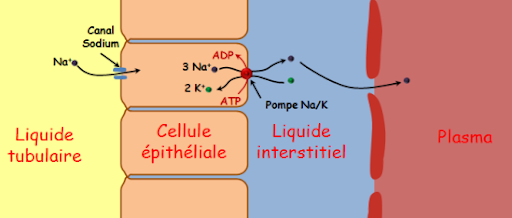 Canal
Sodium
Na⁺
ADP
3 Na⁺
2 K⁺
ATP
Pompe Na/K
Liquide
tubulaire
Cellule
épithéliale
Liquide
interstitiel
Plasma